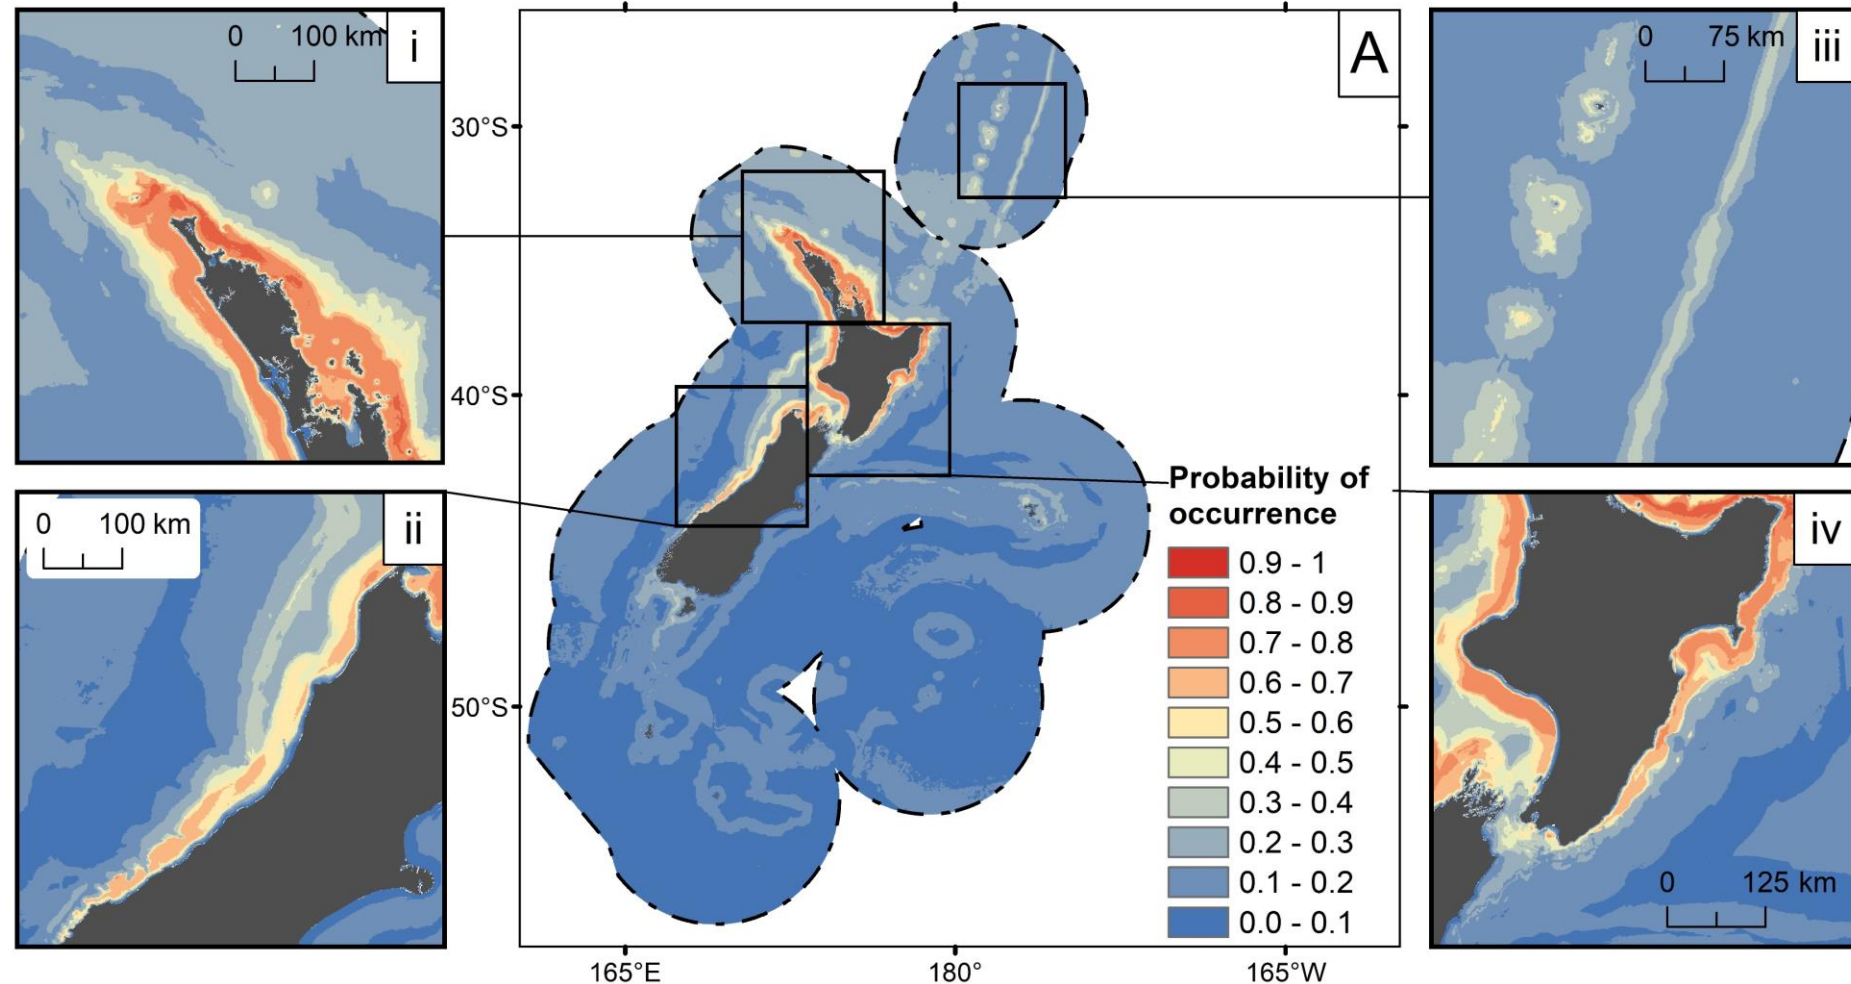 0 100 km
i
A
0 75 km
iii
30°S
40°S
50°S
0 100 km
ii
Probability of
occurrence
0.9 - 1
0.8 - 0.9
0.7 - 0.8
0.6 - 0.7
0.5 - 0.6
0.4 - 0.5
0.3 - 0.4
0.2 - 0.3
0.1 - 0.2
0.0 - 0.1
iv
0 125 km
165°E
180°
165°W